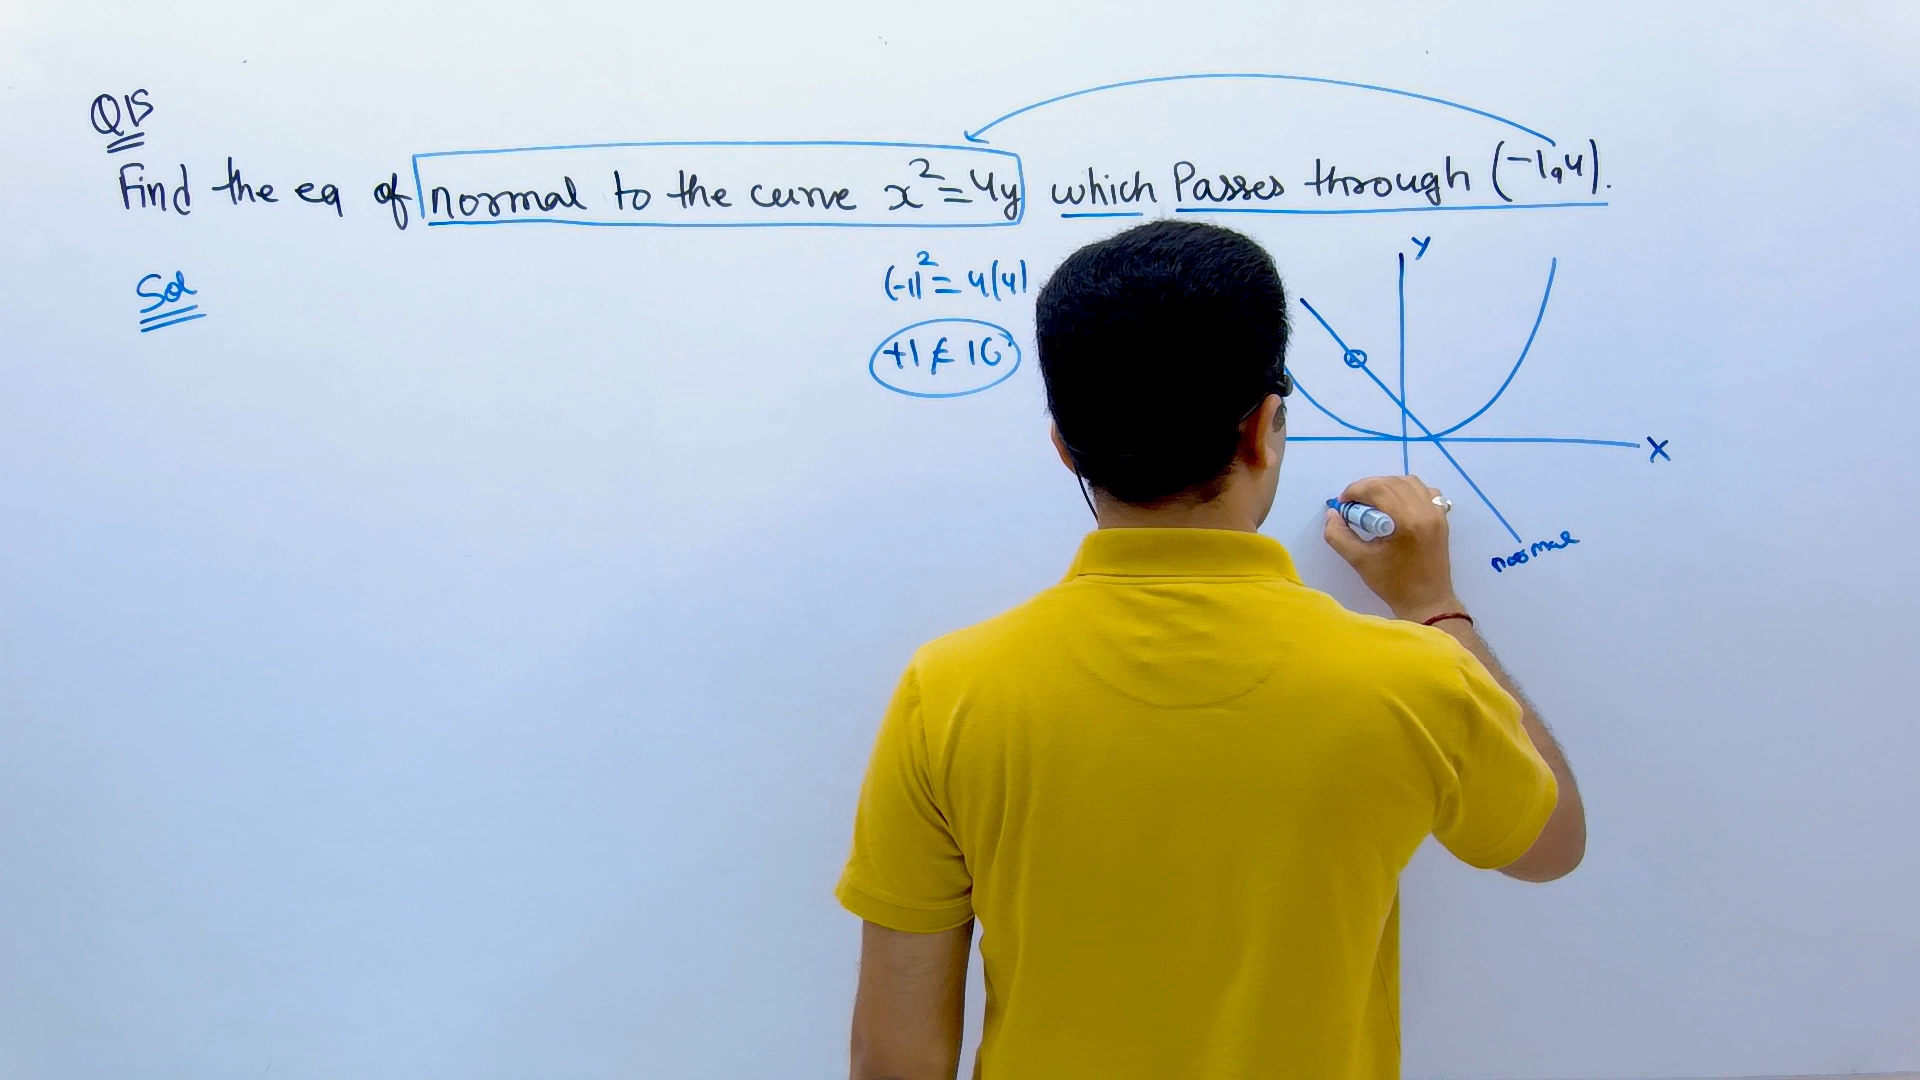 Q15
Find the eq of normal to the curve x²=4y which Passes through (-1,4).
Sol
(-1)² = 4(4)
+1 ≠ 16
Y
X
normal